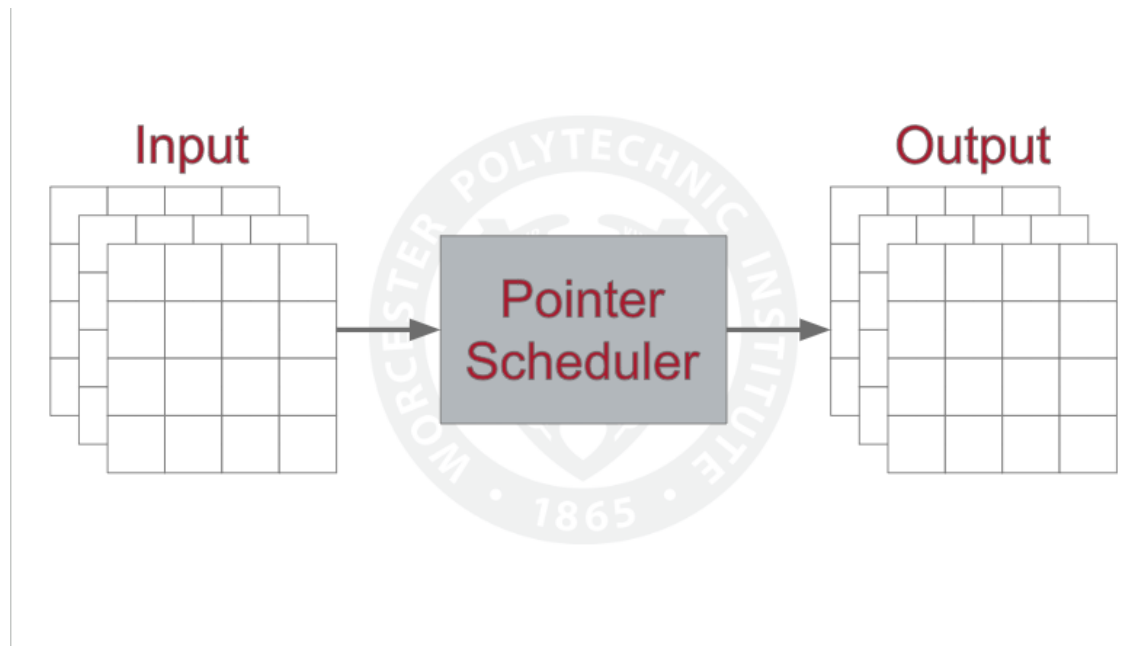 Input
Output
Pointer
Scheduler
WORCESTER POLYTECHNIC INSTITUTE
1865